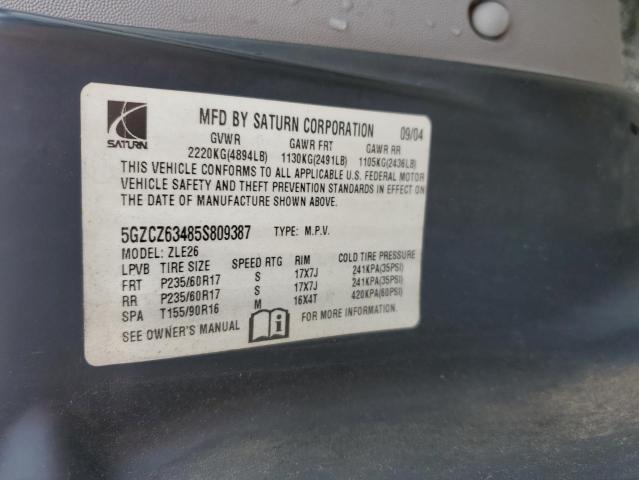 MFD BY SATURN CORPORATION 09/04
SATURN
GVWR GAWR FRT GAWR RR
2220KG(4894LB) 1130KG(2491LB) 1105KG(2436LB)
THIS VEHICLE CONFORMS TO ALL APPLICABLE U.S. FEDERAL MOTOR
VEHICLE SAFETY AND THEFT PREVENTION STANDARDS IN EFFECT ON
THE DATE OF MANUFACTURE SHOWN ABOVE.
5GZCZ63485S809387 TYPE: M.P.V.
MODEL: ZLE26
LPVB TIRE SIZE SPEED RTG RIM COLD TIRE PRESSURE
FRT P235/60R17 S 17X7J 241KPA(35PSI)
RR P235/60R17 S 17X7J 241KPA(35PSI)
SPA T155/90R16 M 16X4T 420KPA(60PSI)
SEE OWNER'S MANUAL FOR MORE INFORMATION.